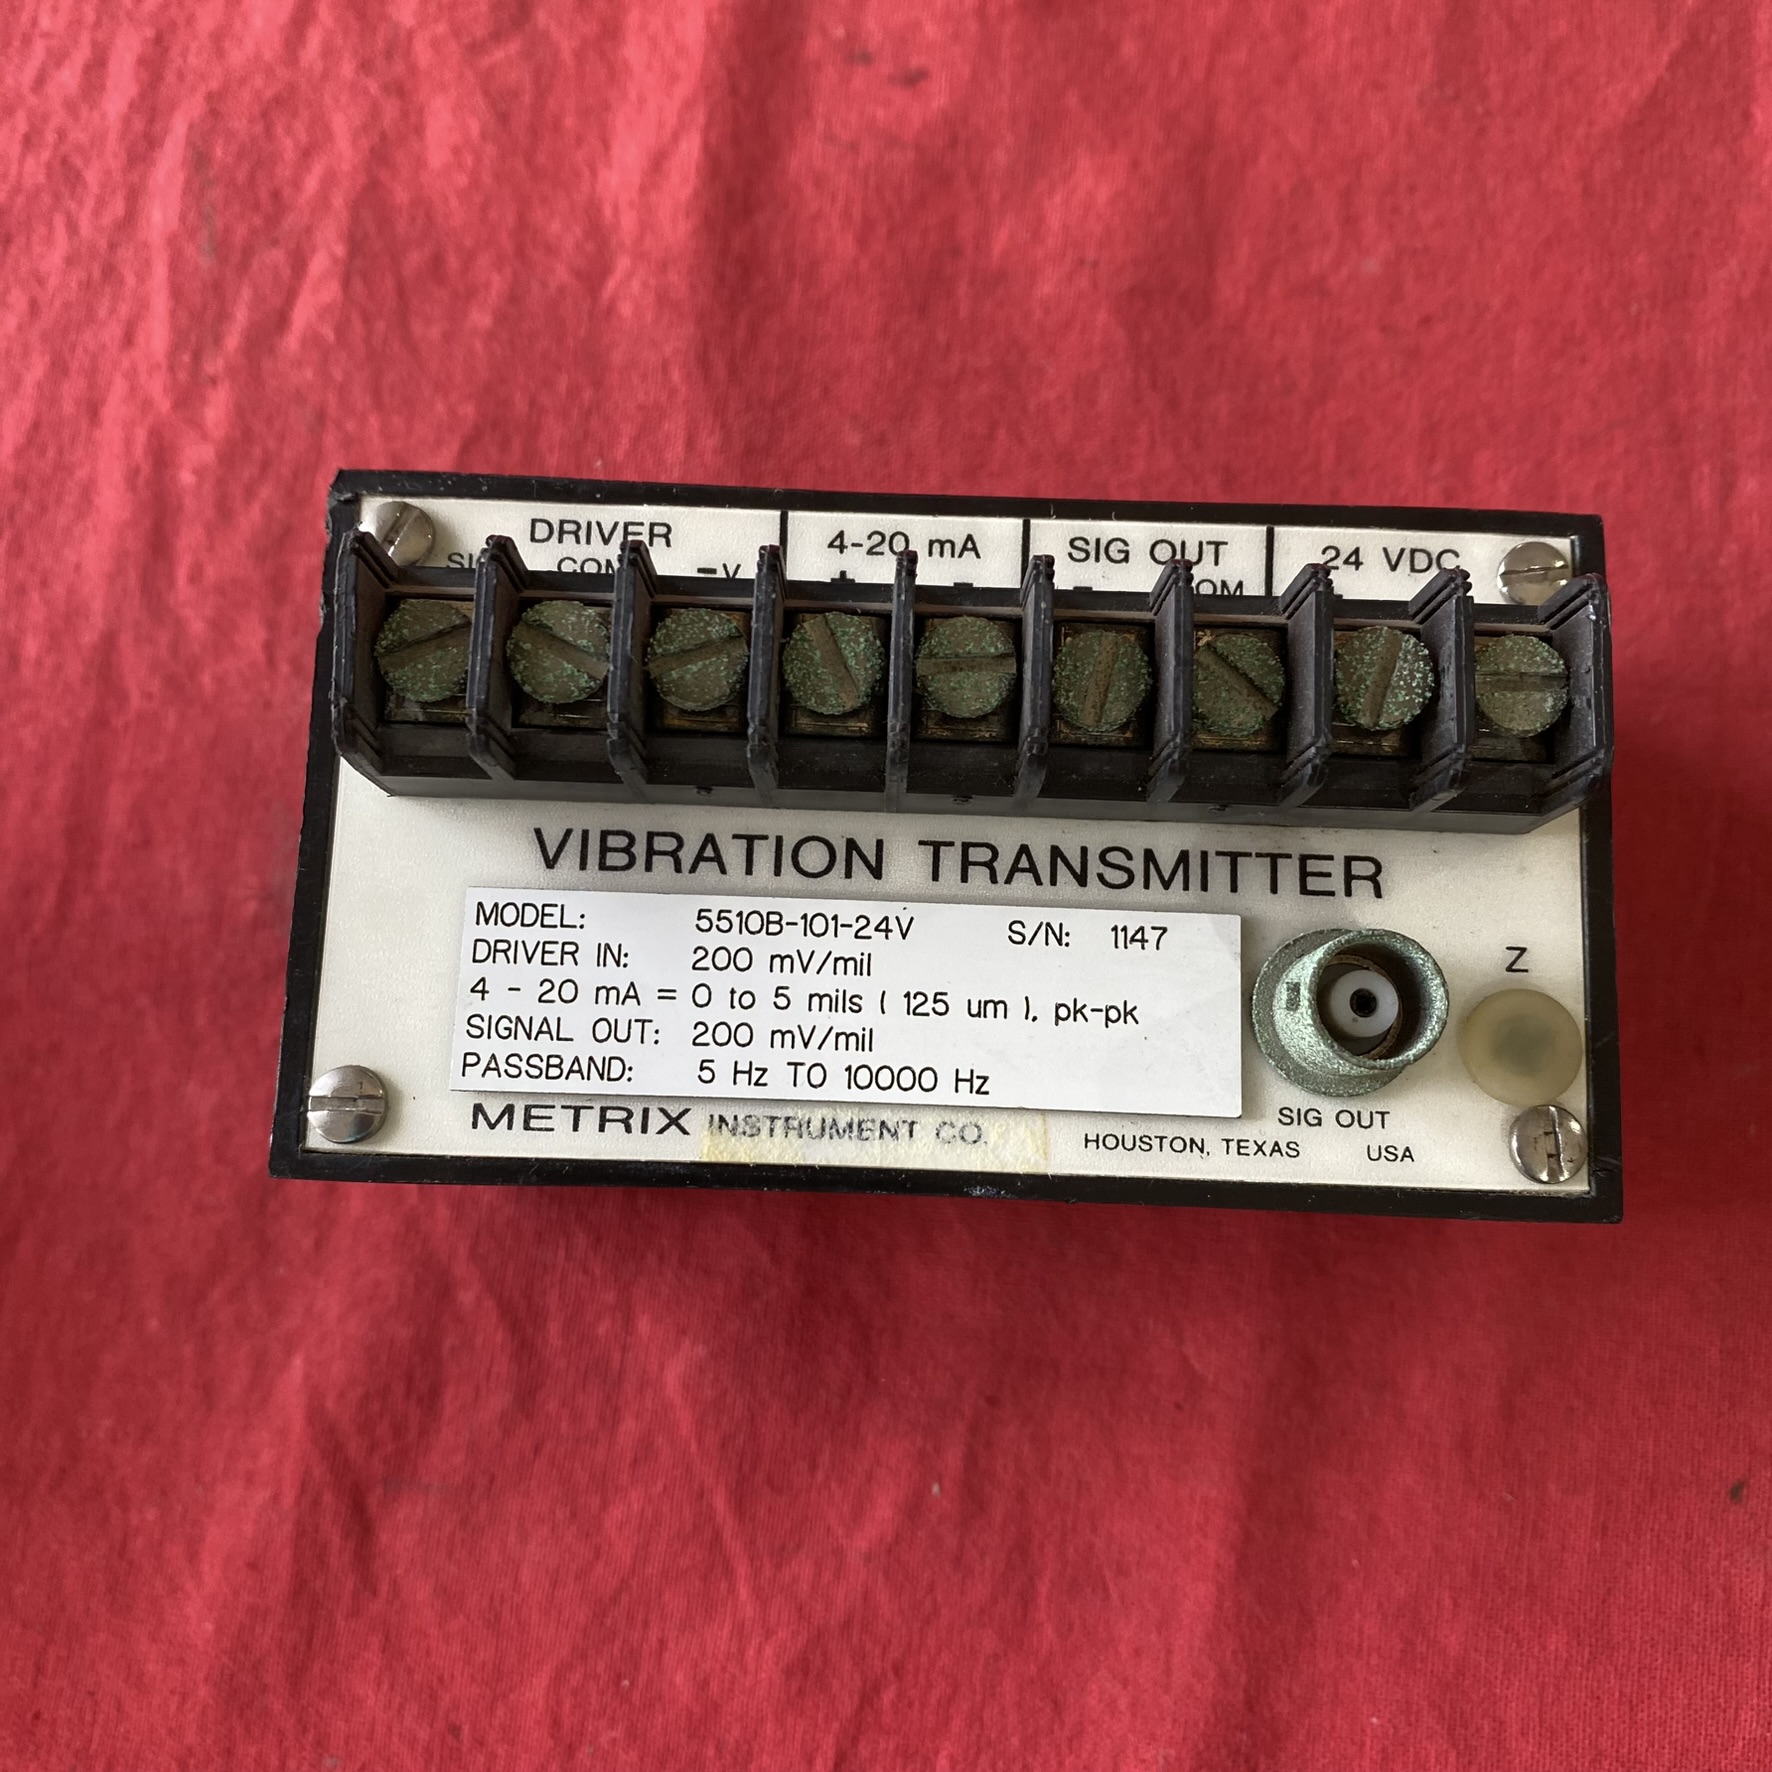 DRIVER 4-20 mA SIG OUT 24 VDC
COM -V + - - COM
VIBRATION TRANSMITTER
MODEL: 5510B-101-24V S/N: 1147
DRIVER IN: 200 mV/mil
4 - 20 mA = 0 to 5 mils ( 125 um ), pk-pk
SIGNAL OUT: 200 mV/mil
PASSBAND: 5 Hz TO 10000 Hz
Z
SIG OUT
METRIX INSTRUMENT CO. HOUSTON, TEXAS USA